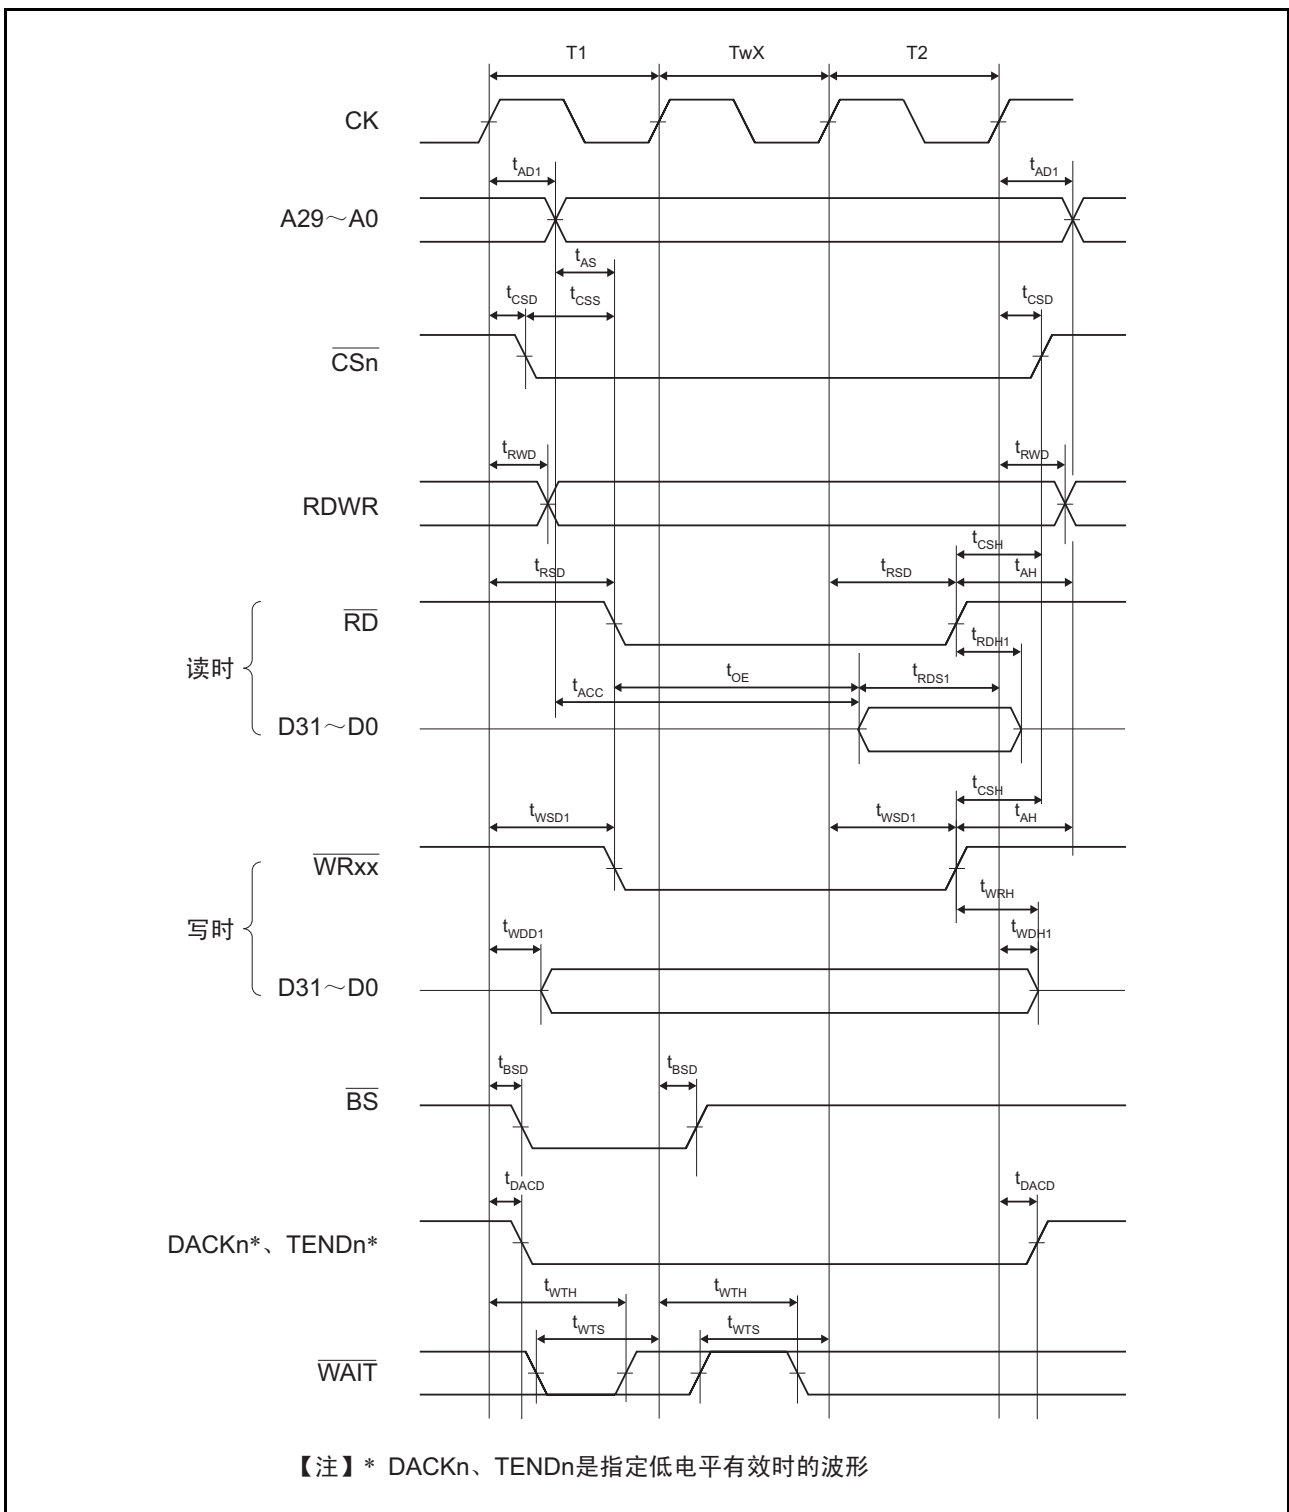 T1 TwX T2
CK
tAD1 tAD1
A29～A0
tAS
tCSD tCSS tCSD
CSn
tRWD tRWD
RDWR
tCSH
tRSD tRSD tAH
RD
tRDH1
读时
tOE tRDS1
tACC
D31～D0
tCSH
tWSD1 tWSD1 tAH
WRxx
tWRH
写时
tWDD1 tWDH1
D31～D0
tBSD tBSD
BS
tDACD tDACD
DACKn*、TENDn*
tWTH tWTH
tWTS tWTS
WAIT
【注】* DACKn、TENDn是指定低电平有效时的波形